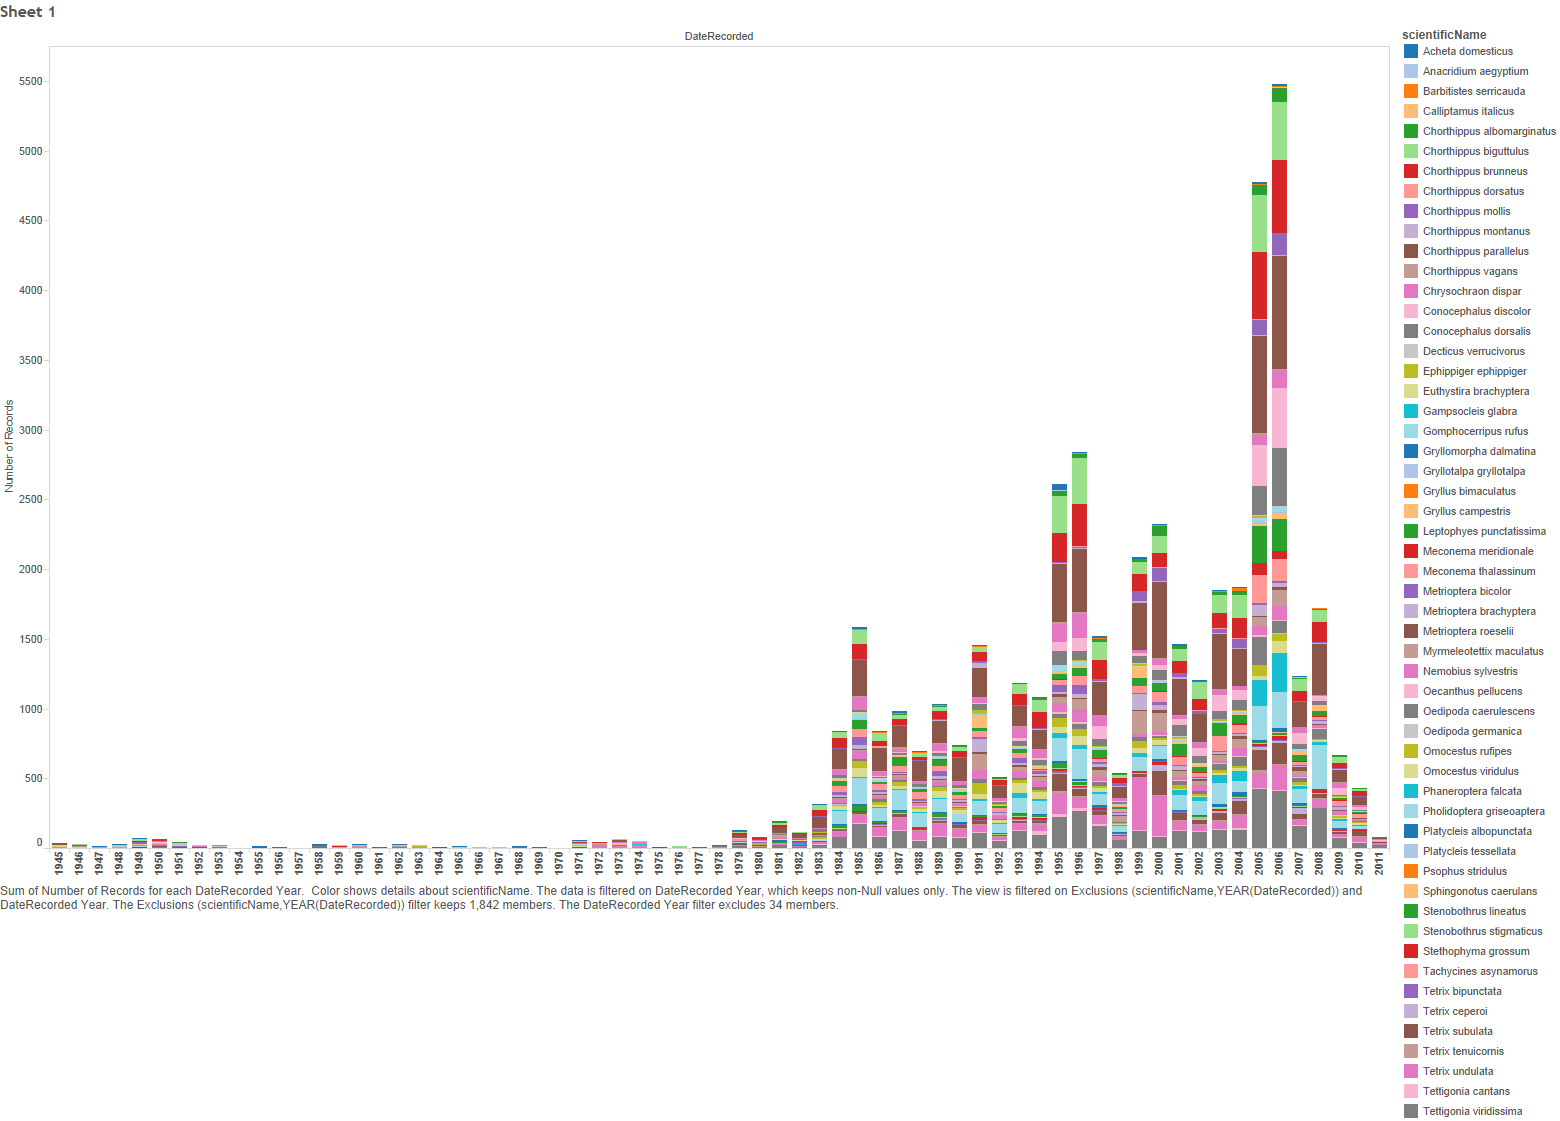 Sheet 1
DateRecorded
Number of Records
5500
5000
4500
4000
3500
3000
2500
2000
1500
1000
500
0
1945
1946
1947
1948
1949
1950
1951
1952
1953
1954
1955
1956
1957
1958
1959
1960
1961
1962
1963
1964
1965
1966
1967
1968
1969
1970
1971
1972
1973
1974
1975
1976
1977
1978
1979
1980
1981
1982
1983
1984
1985
1986
1987
1988
1989
1990
1991
1992
1993
1994
1995
1996
1997
1998
1999
2000
2001
2002
2003
2004
2005
2006
2007
2008
2009
2010
2011
Sum of Number of Records for each DateRecorded Year.  Color shows details about scientificName. The data is filtered on DateRecorded Year, which keeps non-Null values only. The view is filtered on Exclusions (scientificName,YEAR(DateRecorded)) and
DateRecorded Year. The Exclusions (scientificName,YEAR(DateRecorded)) filter keeps 1,842 members. The DateRecorded Year filter excludes 34 members.
scientificName
Acheta domesticus
Anacridium aegyptium
Barbitistes serricauda
Calliptamus italicus
Chorthippus albomarginatus
Chorthippus biguttulus
Chorthippus brunneus
Chorthippus dorsatus
Chorthippus mollis
Chorthippus montanus
Chorthippus parallelus
Chorthippus vagans
Chrysochraon dispar
Conocephalus discolor
Conocephalus dorsalis
Decticus verrucivorus
Ephippiger ephippiger
Euthystira brachyptera
Gampsocleis glabra
Gomphocerripus rufus
Gryllomorpha dalmatina
Gryllotalpa gryllotalpa
Gryllus bimaculatus
Gryllus campestris
Leptophyes punctatissima
Meconema meridionale
Meconema thalassinum
Metrioptera bicolor
Metrioptera brachyptera
Metrioptera roeselii
Myrmeleotettix maculatus
Nemobius sylvestris
Oecanthus pellucens
Oedipoda caerulescens
Oedipoda germanica
Omocestus rufipes
Omocestus viridulus
Phaneroptera falcata
Pholidoptera griseoaptera
Platycleis albopunctata
Platycleis tessellata
Psophus stridulus
Sphingonotus caerulans
Stenobothrus lineatus
Stenobothrus stigmaticus
Stethophyma grossum
Tachycines asynamorus
Tetrix bipunctata
Tetrix ceperoi
Tetrix subulata
Tetrix tenuicornis
Tetrix undulata
Tettigonia cantans
Tettigonia viridissima